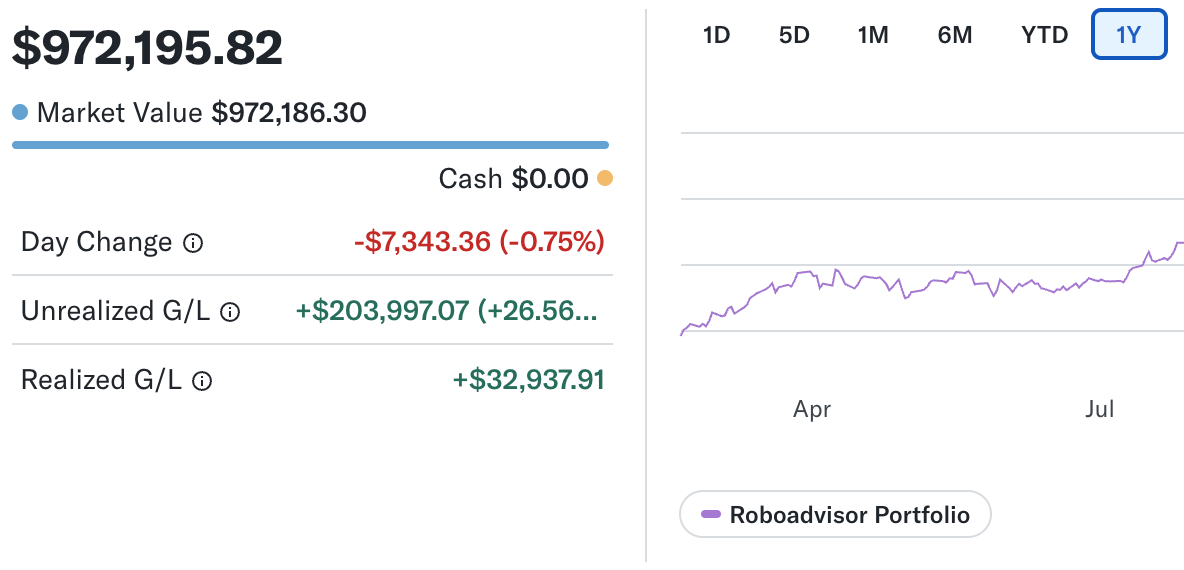 $972,195.82
Market Value $972,186.30
Cash $0.00
Day Change -$7,343.36 (-0.75%)
Unrealized G/L +$203,997.07 (+26.56...
Realized G/L +$32,937.91
1D 5D 1M 6M YTD 1Y
Apr Jul
Roboadvisor Portfolio